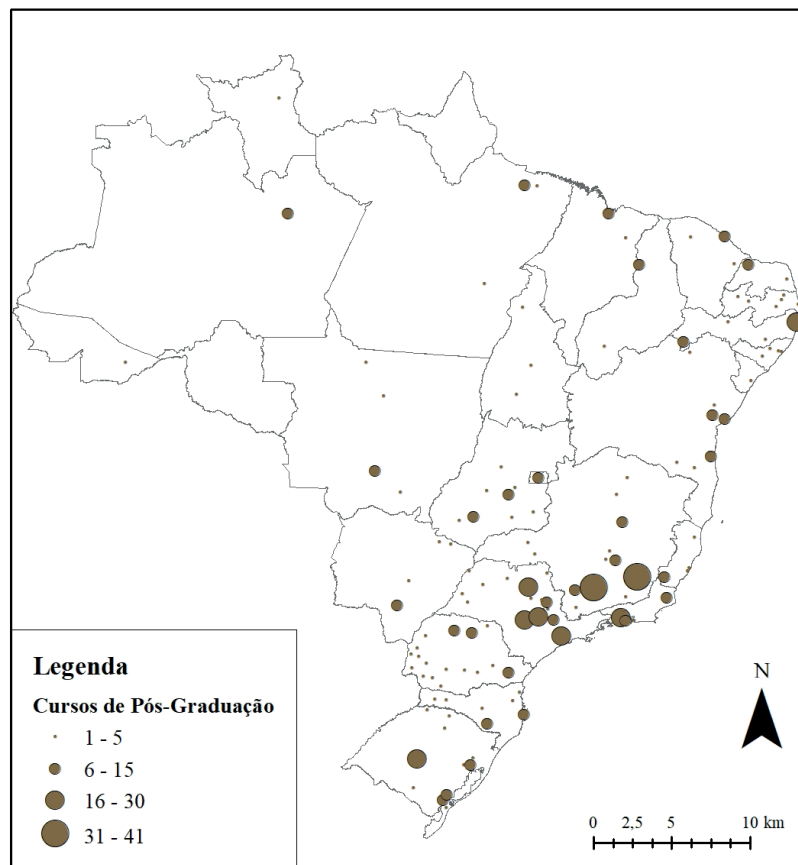 Legenda
Cursos de Pós-Graduação
1 - 5
6 - 15
16 - 30
31 - 41
N
0 2,5 5 10 km